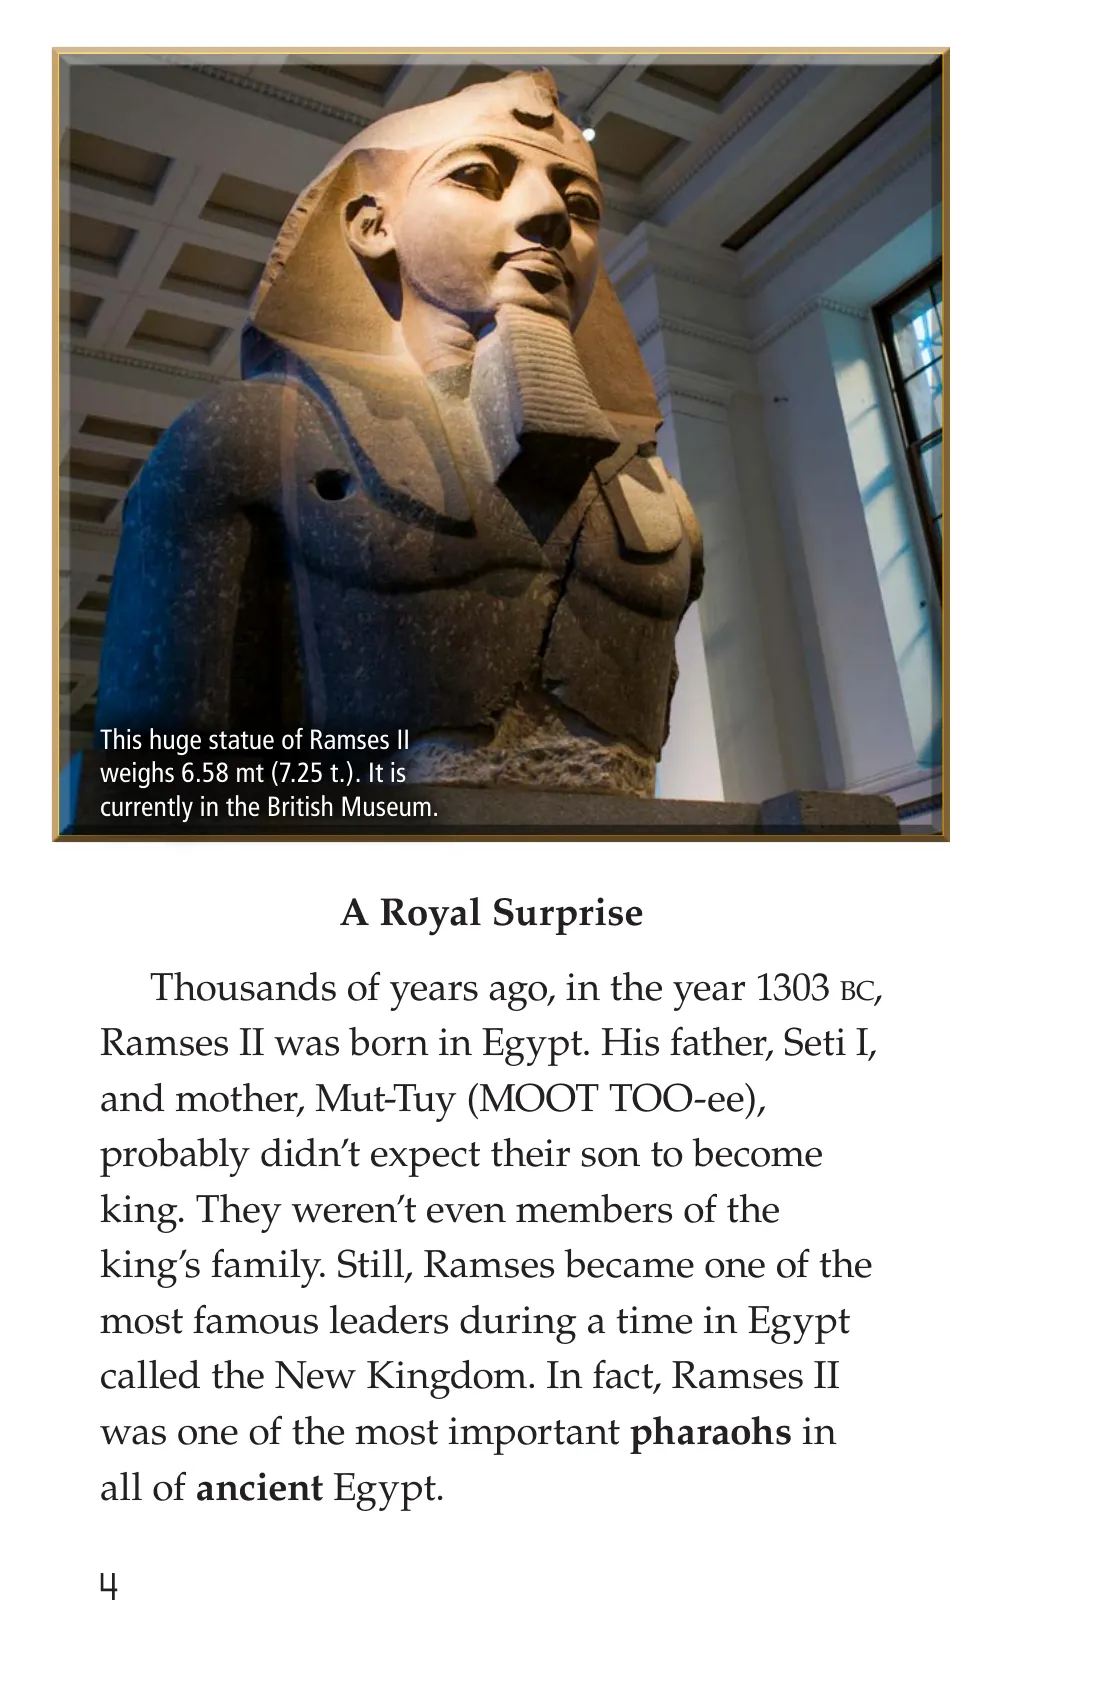 This huge statue of Ramses II
weighs 6.58 mt (7.25 t.). It is
currently in the British Museum.
A Royal Surprise
Thousands of years ago, in the year 1303 BC,
Ramses II was born in Egypt. His father, Seti I,
and mother, Mut-Tuy (MOOT TOO-ee),
probably didn’t expect their son to become
king. They weren’t even members of the
king’s family. Still, Ramses became one of the
most famous leaders during a time in Egypt
called the New Kingdom. In fact, Ramses II
was one of the most important pharaohs in
all of ancient Egypt.
4